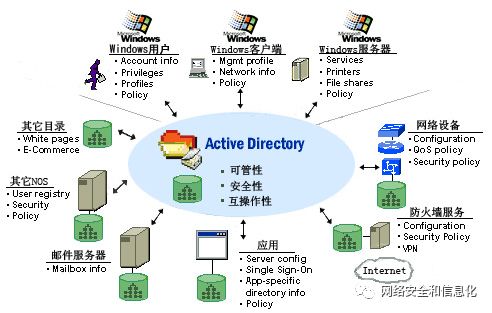 Microsoft Windows
Microsoft Windows
Microsoft Windows
Windows用户
• Account info
• Privileges
• Profiles
• Policy
Windows客户端
• Mgmt profile
• Network info
• Policy
Windows服务器
• Services
• Printers
• File shares
• Policy
其它目录
• White pages
• E-Commerce
Active Directory
• 可管性
• 安全性
• 互操作性
网络设备
• Configuration
• QoS policy
• Security policy
其它NOS
• User registry
• Security
• Policy
防火墙服务
• Configuration
• Security Policy
• VPN
Internet
邮件服务器
• Mailbox info
应用
• Server config
• Single Sign-On
• App-specific
directory info
• Policy
网络安全和信息化